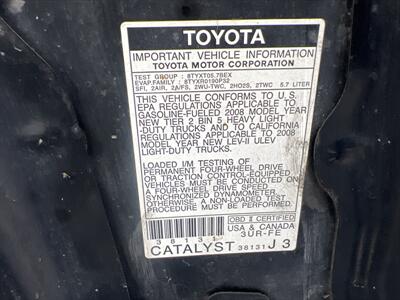 TOYOTA
IMPORTANT VEHICLE INFORMATION
TOYOTA MOTOR CORPORATION
TEST GROUP : 8TYXT05.7BEX
EVAP.FAMILY : 8TYXR0190P32
SFI, 2AIR, 2A/FS, 2WU-TWC, 2HO2S, 2TWC 5.7 LITER
THIS VEHICLE CONFORMS TO U.S.
EPA REGULATIONS APPLICABLE TO
GASOLINE-FUELED 2008 MODEL YEAR
NEW TIER 2 BIN 5 HEAVY LIGHT
-DUTY TRUCKS AND TO CALIFORNIA
REGULATIONS APPLICABLE TO 2008
MODEL YEAR NEW LEV-II ULEV
LIGHT-DUTY TRUCKS.
LOADED I/M TESTING OF
PERMANENT FOUR-WHEEL DRIVE
OR TRACTION CONTROL-EQUIPPED
VEHICLES MUST BE CONDUCTED ON
A FOUR-WHEEL DRIVE SPEED
SYNCHRONIZED DYNAMOMETER.
OTHERWISE, A NON-LOADED TEST
PROCEDURE MUST BE PERFORMED.
OBD II CERTIFIED
38131 USA & CANADA
3UR-FE
CATALYST 38131 J 3